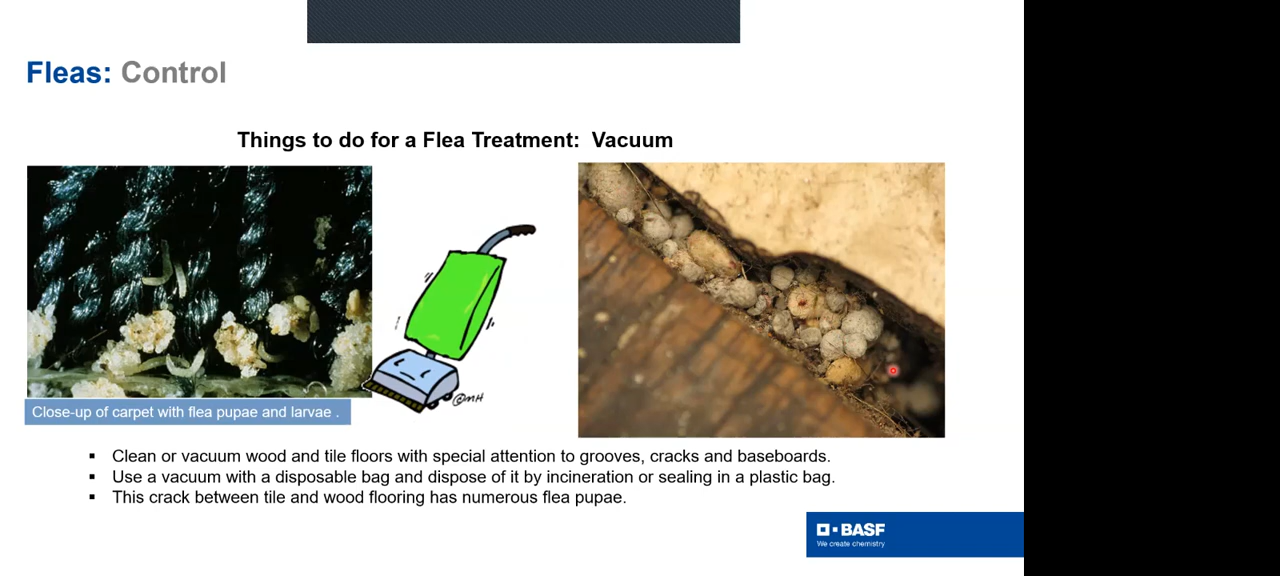 Fleas: Control
Things to do for a Flea Treatment: Vacuum
@MH
Close-up of carpet with flea pupae and larvae .
▪ Clean or vacuum wood and tile floors with special attention to grooves, cracks and baseboards.
▪ Use a vacuum with a disposable bag and dispose of it by incineration or sealing in a plastic bag.
▪ This crack between tile and wood flooring has numerous flea pupae.
BASF
We create chemistry